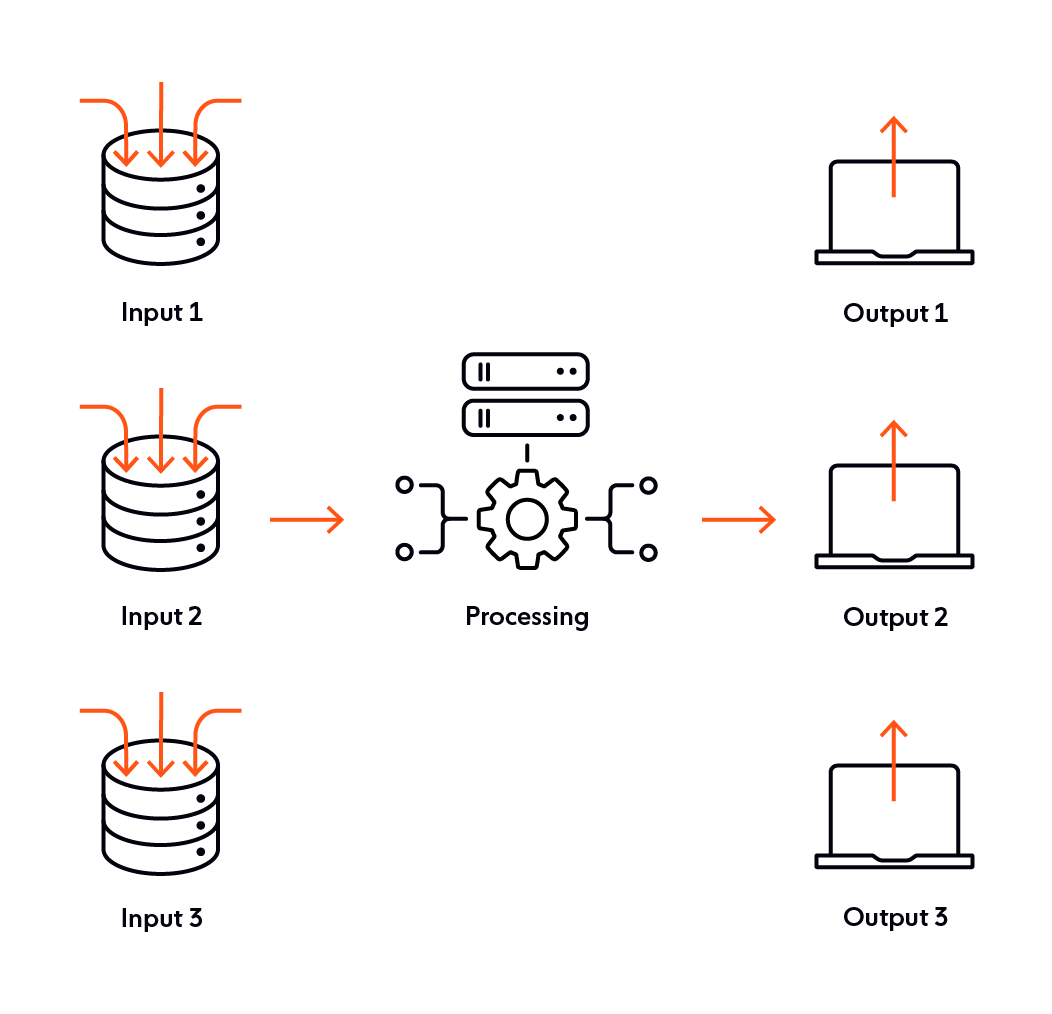 Input 1
Output 1
Input 2
Processing
Output 2
Input 3
Output 3